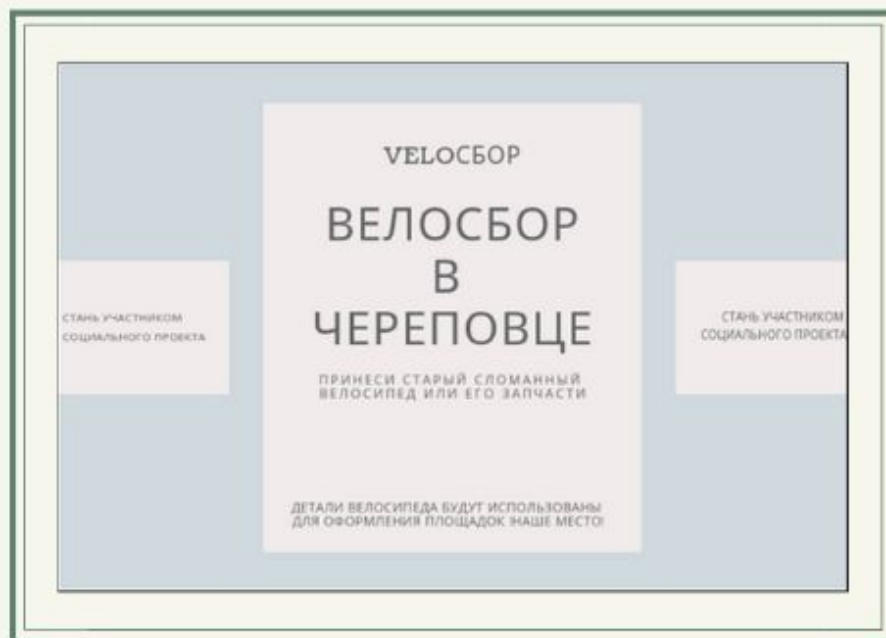 VELOСБОР
ВЕЛОСБОР
В
ЧЕРЕПОВЦЕ
ПРИНЕСИ СТАРЫЙ СЛОМАННЫЙ
ВЕЛОСИПЕД ИЛИ ЕГО ЗАПЧАСТИ
ДЕТАЛИ ВЕЛОСИПЕДА БУДУТ ИСПОЛЬЗОВАНЫ
ДЛЯ ОФОРМЛЕНИЯ ПЛОЩАДОК !НАШЕ МЕСТО!
СТАНЬ УЧАСТНИКОМ
СОЦИАЛЬНОГО ПРОЕКТА
СТАНЬ УЧАСТНИКОМ
СОЦИАЛЬНОГО ПРОЕКТА